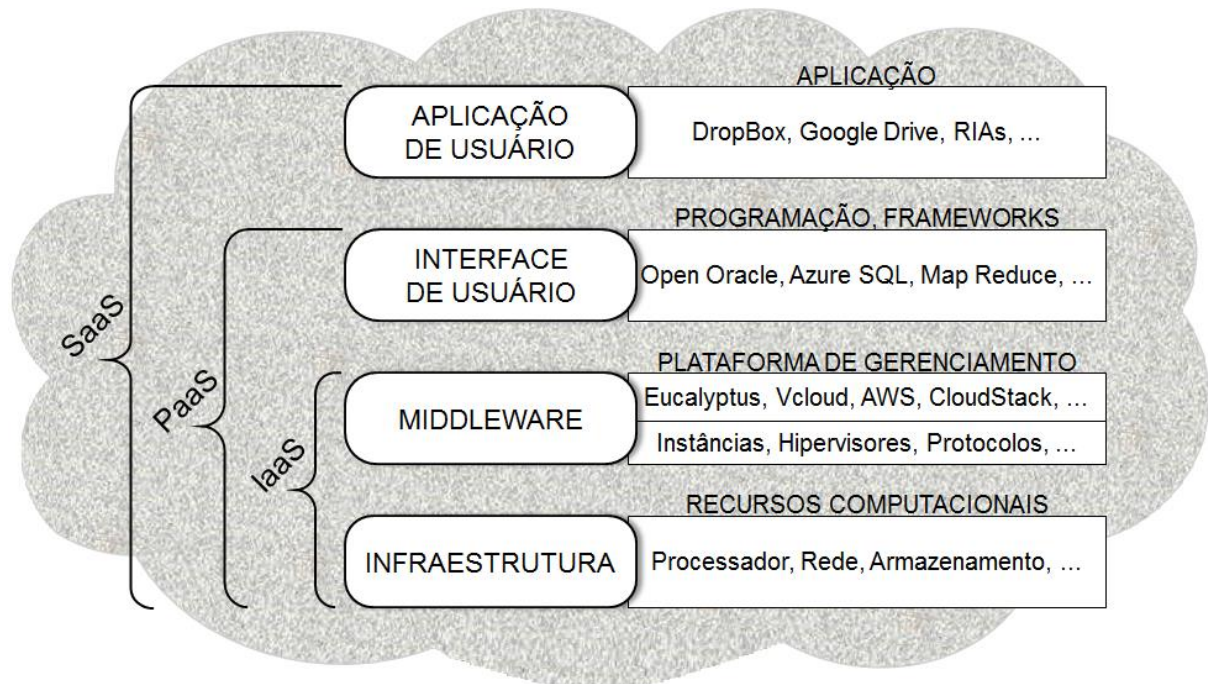 APLICAÇÃO
APLICAÇÃO
DE USUÁRIO
DropBox, Google Drive, RIAs, ...
PROGRAMAÇÃO, FRAMEWORKS
INTERFACE
DE USUÁRIO
Open Oracle, Azure SQL, Map Reduce, ...
SaaS
PLATAFORMA DE GERENCIAMENTO
PaaS
MIDDLEWARE
Eucalyptus, Vcloud, AWS, CloudStack, ...
Instâncias, Hipervisores, Protocolos, ...
IaaS
RECURSOS COMPUTACIONAIS
INFRAESTRUTURA
Processador, Rede, Armazenamento, ...